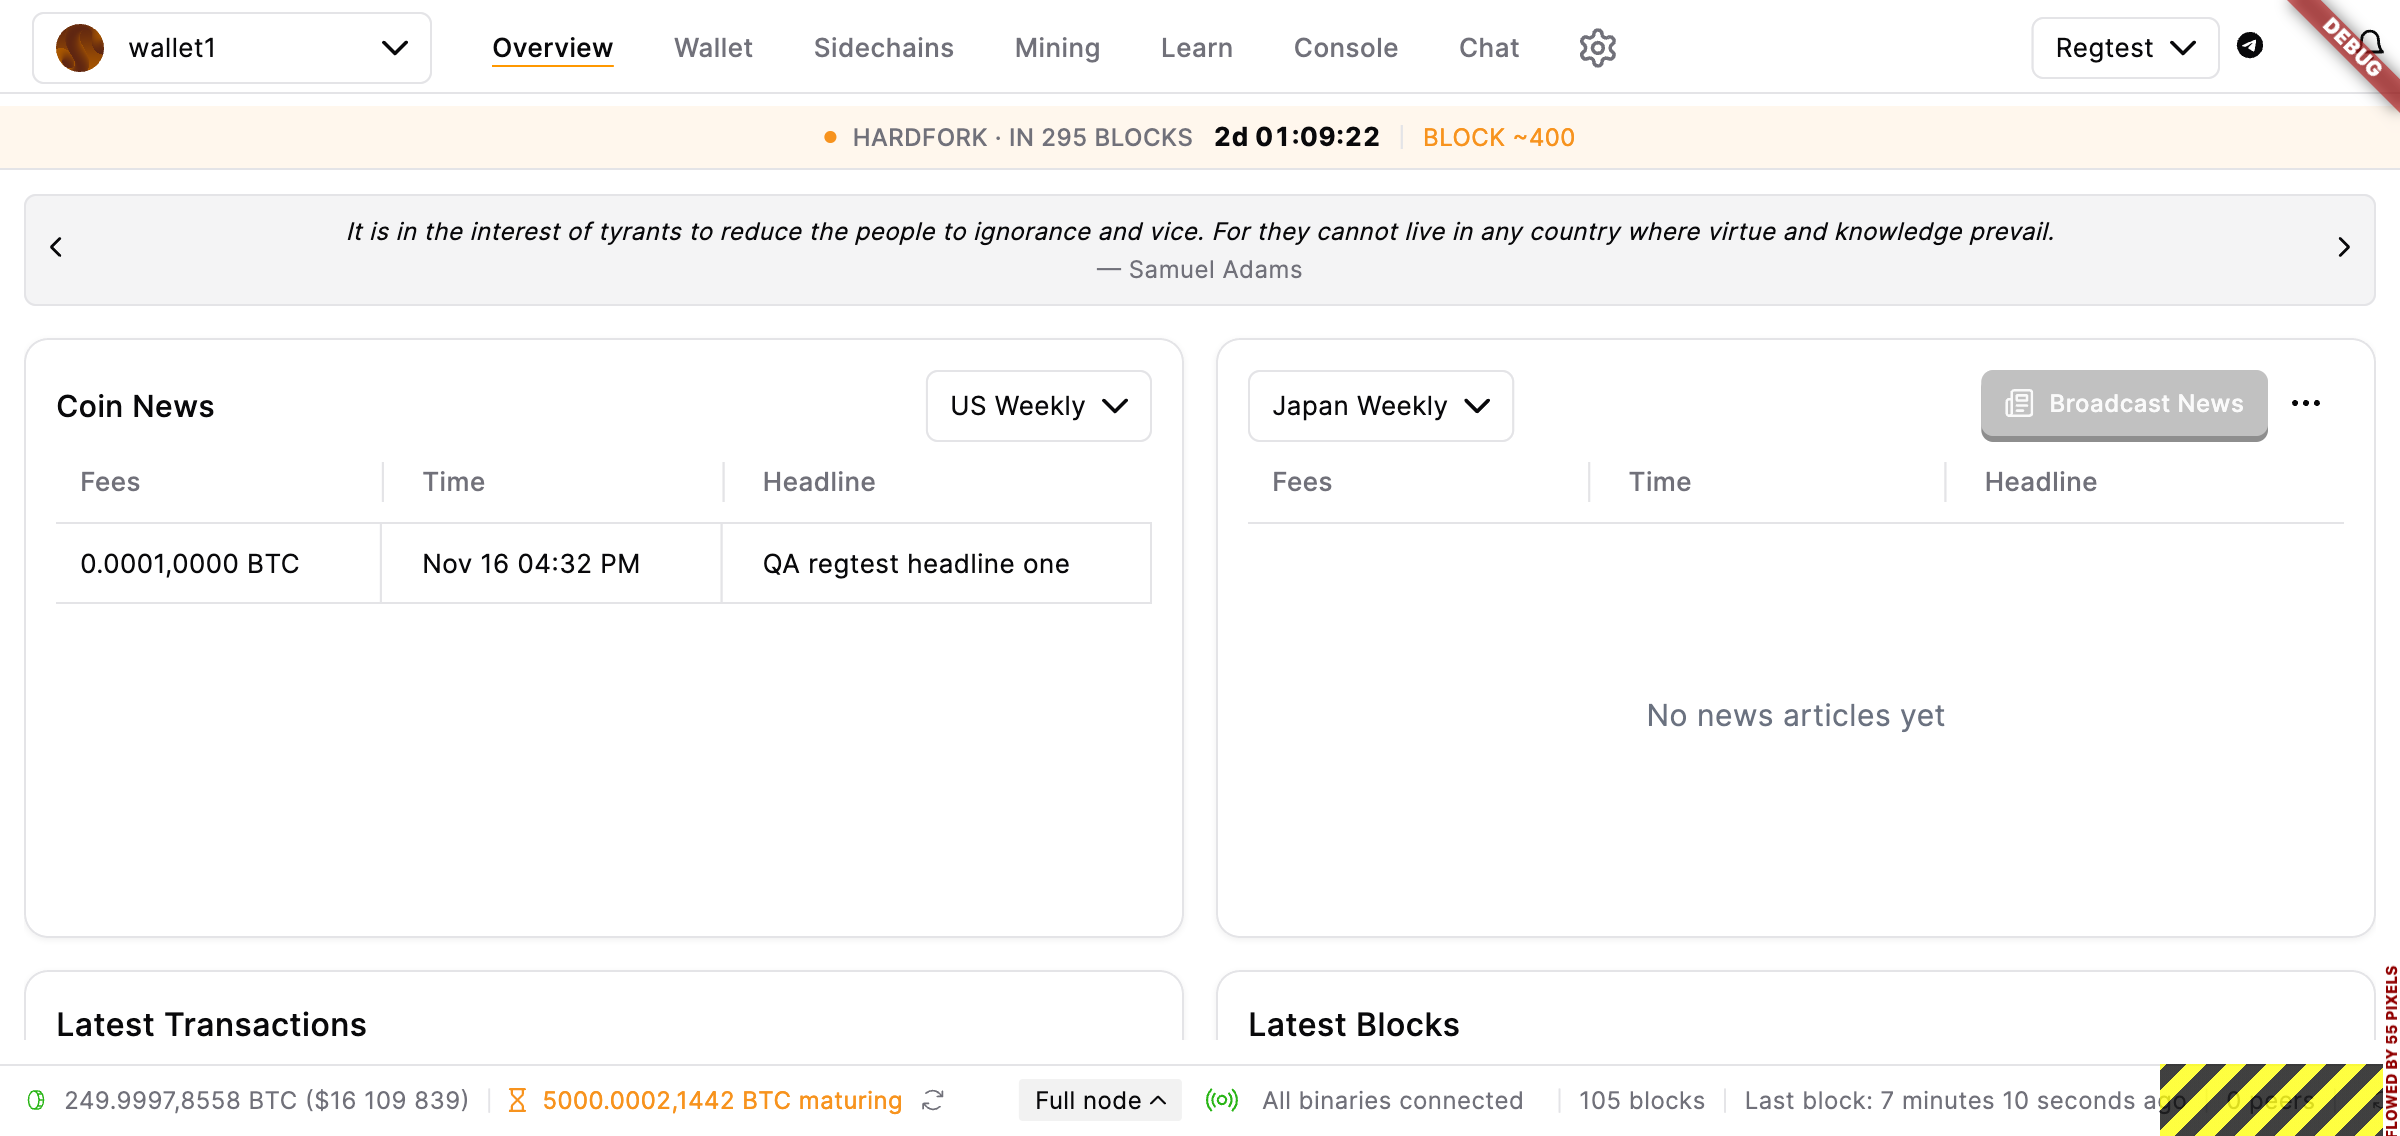 wallet1
Overview
Wallet
Sidechains
Mining
Learn
Console
Chat
Regtest
DEBUG
HARDFORK · IN 295 BLOCKS 2d 01:09:22 BLOCK ~400
It is in the interest of tyrants to reduce the people to ignorance and vice. For they cannot live in any country where virtue and knowledge prevail.
— Samuel Adams
Coin News
US Weekly
Fees Time Headline
0.0001,0000 BTC Nov 16 04:32 PM QA regtest headline one
Japan Weekly
Broadcast News
Fees Time Headline
No news articles yet
Latest Transactions
Latest Blocks
249.9997,8558 BTC ($16 109 839)
5000.0002,1442 BTC maturing
Full node
All binaries connected
105 blocks
Last block: 7 minutes 10 seconds ago
0 peers
FLOWED BY 55 PIXELS